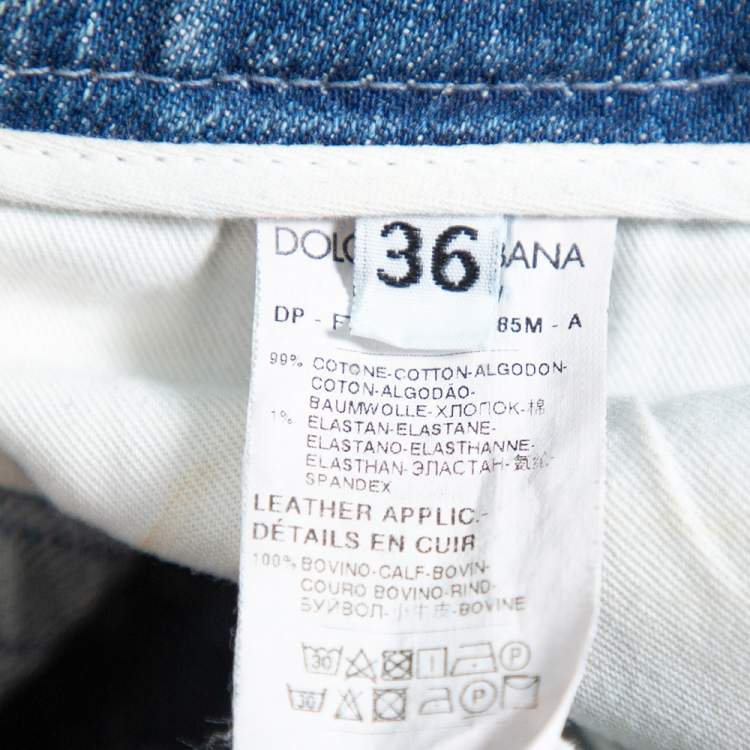 36
DP - 85M - A
99% COTONE-COTTON-ALGODON-
COTON-ALGODÃO-
BAUMWOLLE-ХЛОПОК-棉
1% ELASTAN-ELASTANE-
ELASTANO-ELASTHANNE-
ELASTHAN-ЭЛАСТАН-氨纶-
SPANDEX
LEATHER APPLIC.-
DÉTAILS EN CUIR
100% BOVINO-CALF-BOVIN-
COURO BOVINO-RIND-
БУЙВОЛ-小牛皮-BOVINE
30 P
30 P